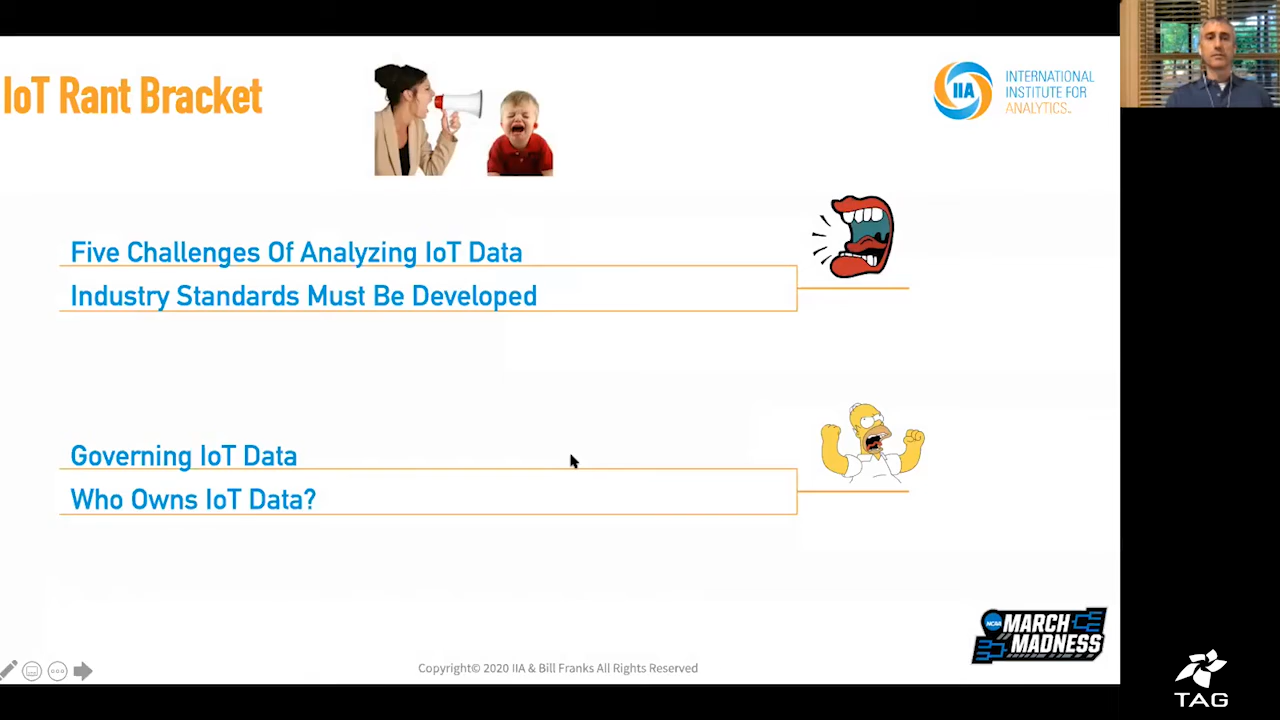 IoT Rant Bracket
IIA
INTERNATIONAL
INSTITUTE FOR
ANALYTICS
Five Challenges Of Analyzing IoT Data
Industry Standards Must Be Developed
Governing IoT Data
Who Owns IoT Data?
NCAA
MARCH
MADNESS
Copyright© 2020 IIA & Bill Franks All Rights Reserved
TAG